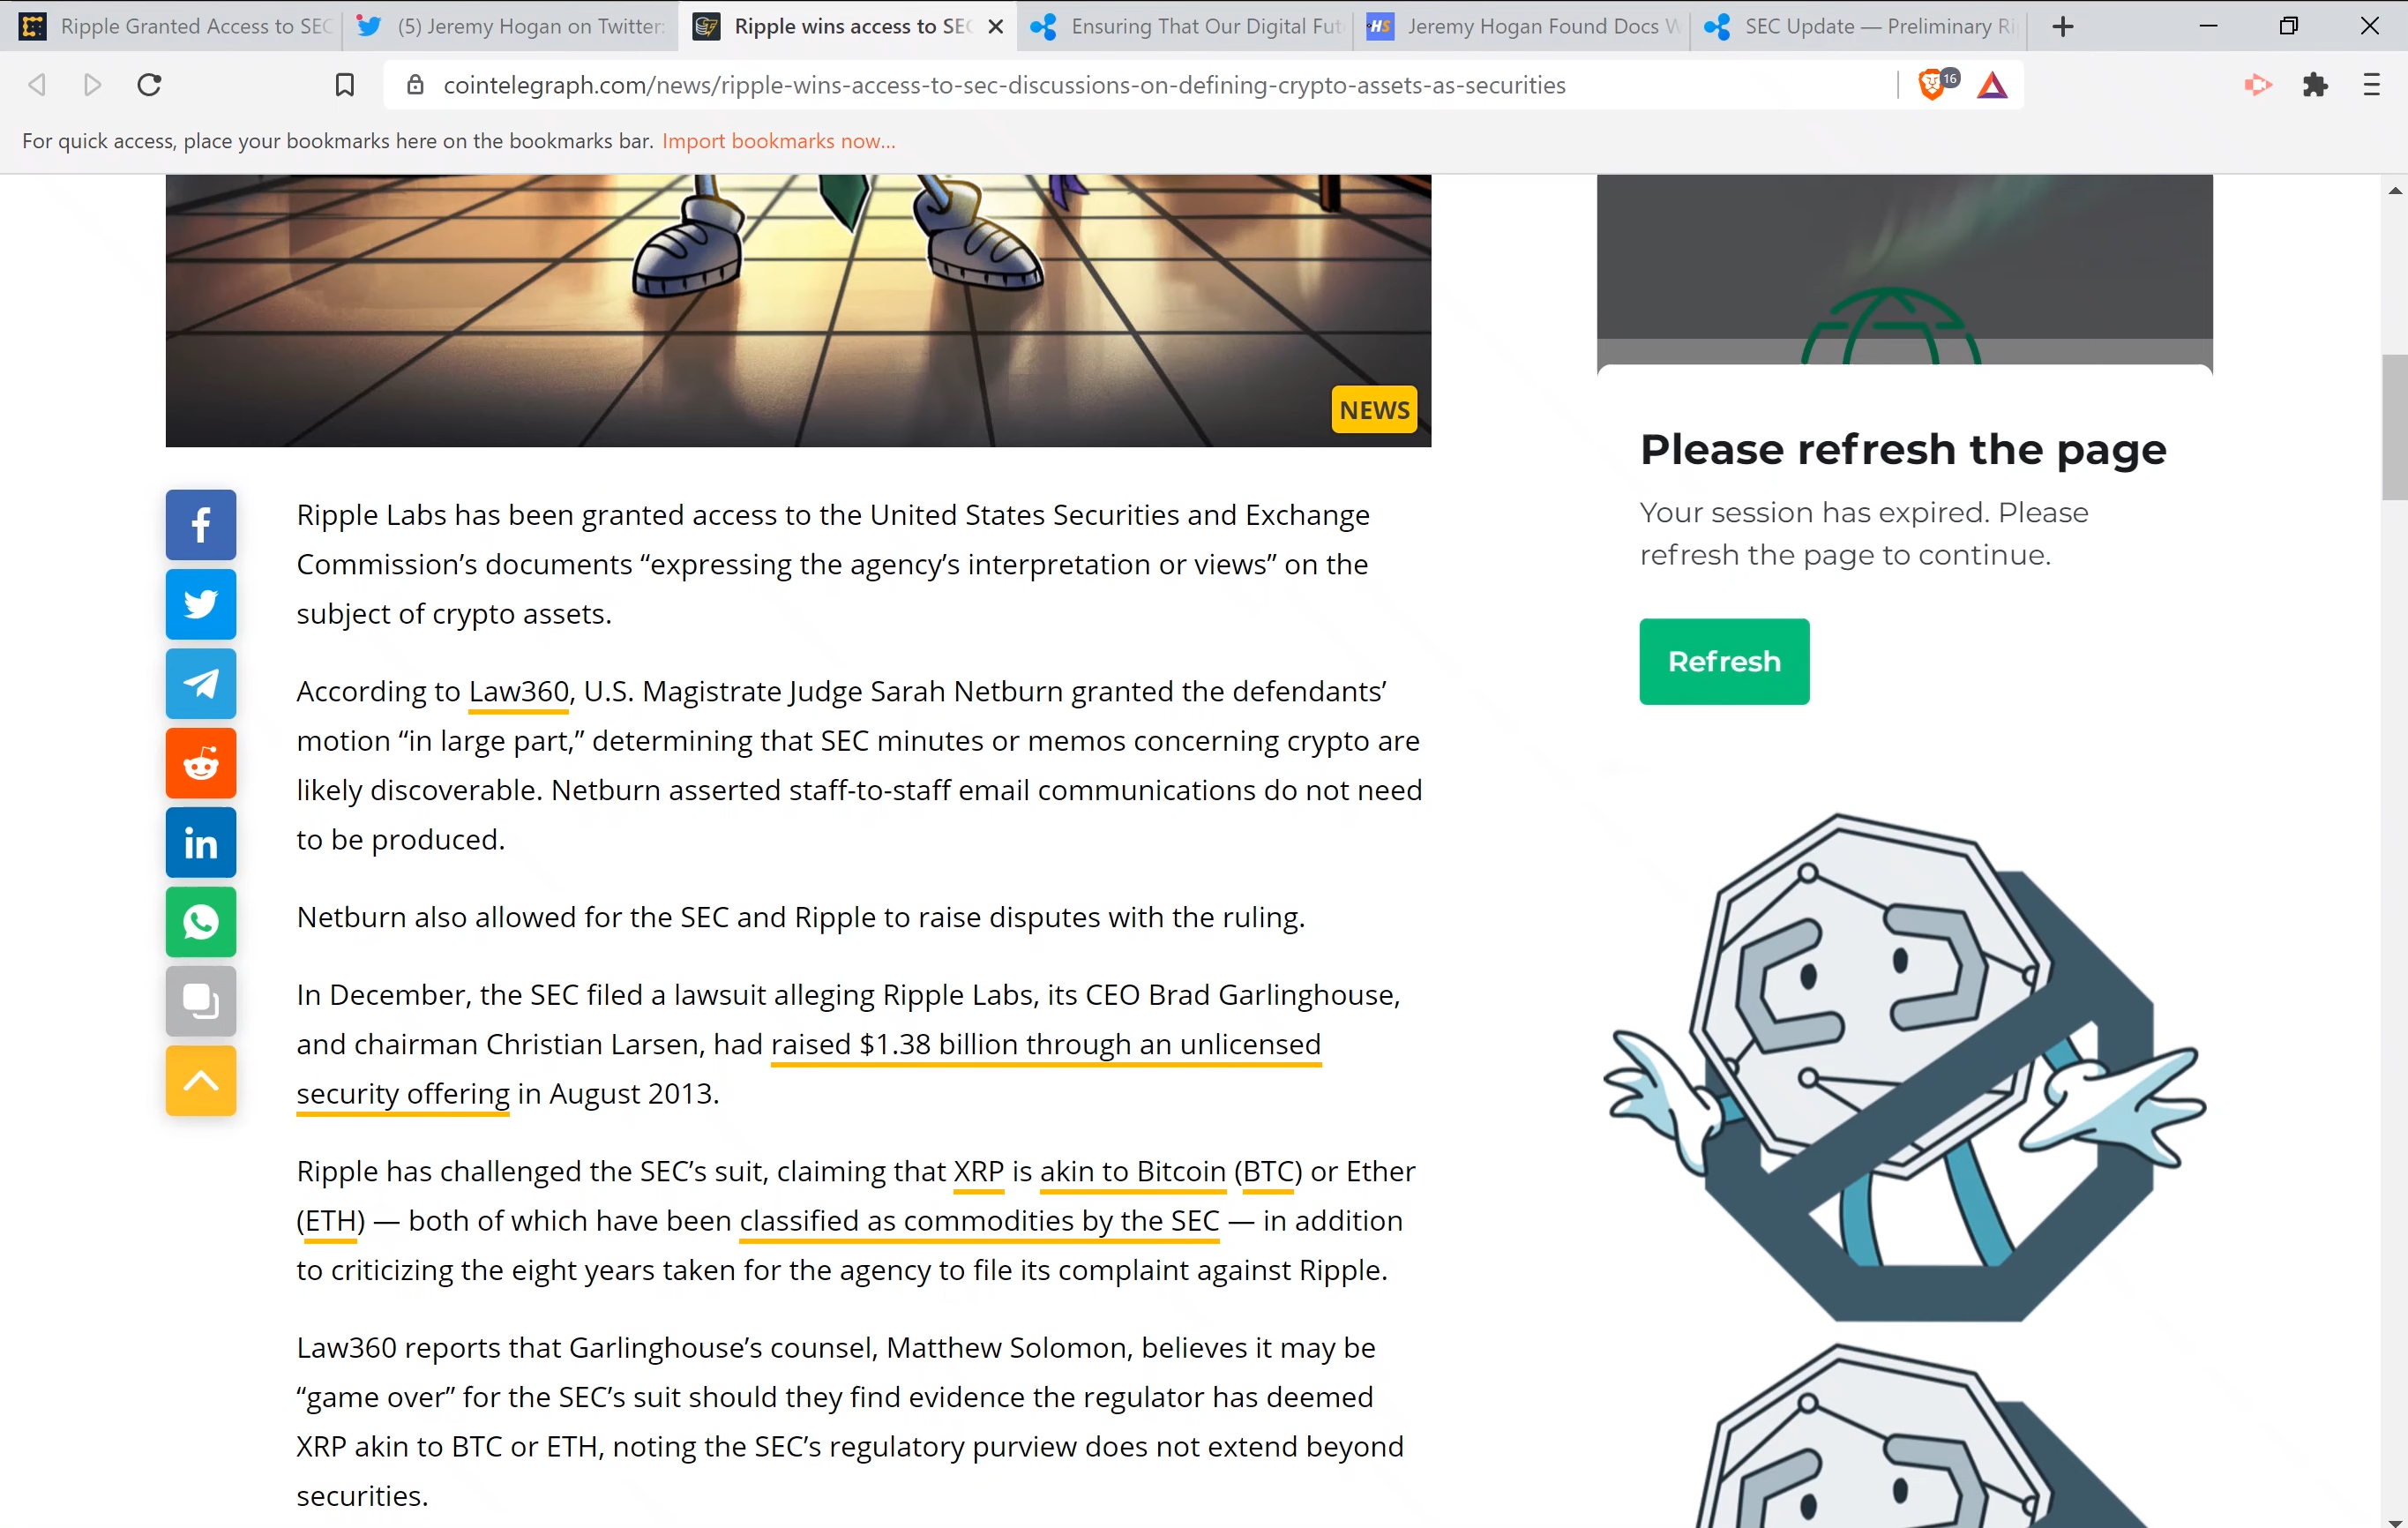 Ripple Granted Access to SEC
(5) Jeremy Hogan on Twitter:
Ripple wins access to SEC
Ensuring That Our Digital Fut
HS
Jeremy Hogan Found Docs W
SEC Update — Preliminary Ri
cointelegraph.com/news/ripple-wins-access-to-sec-discussions-on-defining-crypto-assets-as-securities
16
For quick access, place your bookmarks here on the bookmarks bar. Import bookmarks now...
NEWS
Ripple Labs has been granted access to the United States Securities and Exchange
Commission’s documents “expressing the agency’s interpretation or views” on the
subject of crypto assets.
According to Law360, U.S. Magistrate Judge Sarah Netburn granted the defendants’
motion “in large part,” determining that SEC minutes or memos concerning crypto are
likely discoverable. Netburn asserted staff-to-staff email communications do not need
to be produced.
Netburn also allowed for the SEC and Ripple to raise disputes with the ruling.
In December, the SEC filed a lawsuit alleging Ripple Labs, its CEO Brad Garlinghouse,
and chairman Christian Larsen, had raised $1.38 billion through an unlicensed
security offering in August 2013.
Ripple has challenged the SEC’s suit, claiming that XRP is akin to Bitcoin (BTC) or Ether
(ETH) — both of which have been classified as commodities by the SEC — in addition
to criticizing the eight years taken for the agency to file its complaint against Ripple.
Law360 reports that Garlinghouse’s counsel, Matthew Solomon, believes it may be
“game over” for the SEC’s suit should they find evidence the regulator has deemed
XRP akin to BTC or ETH, noting the SEC’s regulatory purview does not extend beyond
securities.
Please refresh the page
Your session has expired. Please
refresh the page to continue.
Refresh